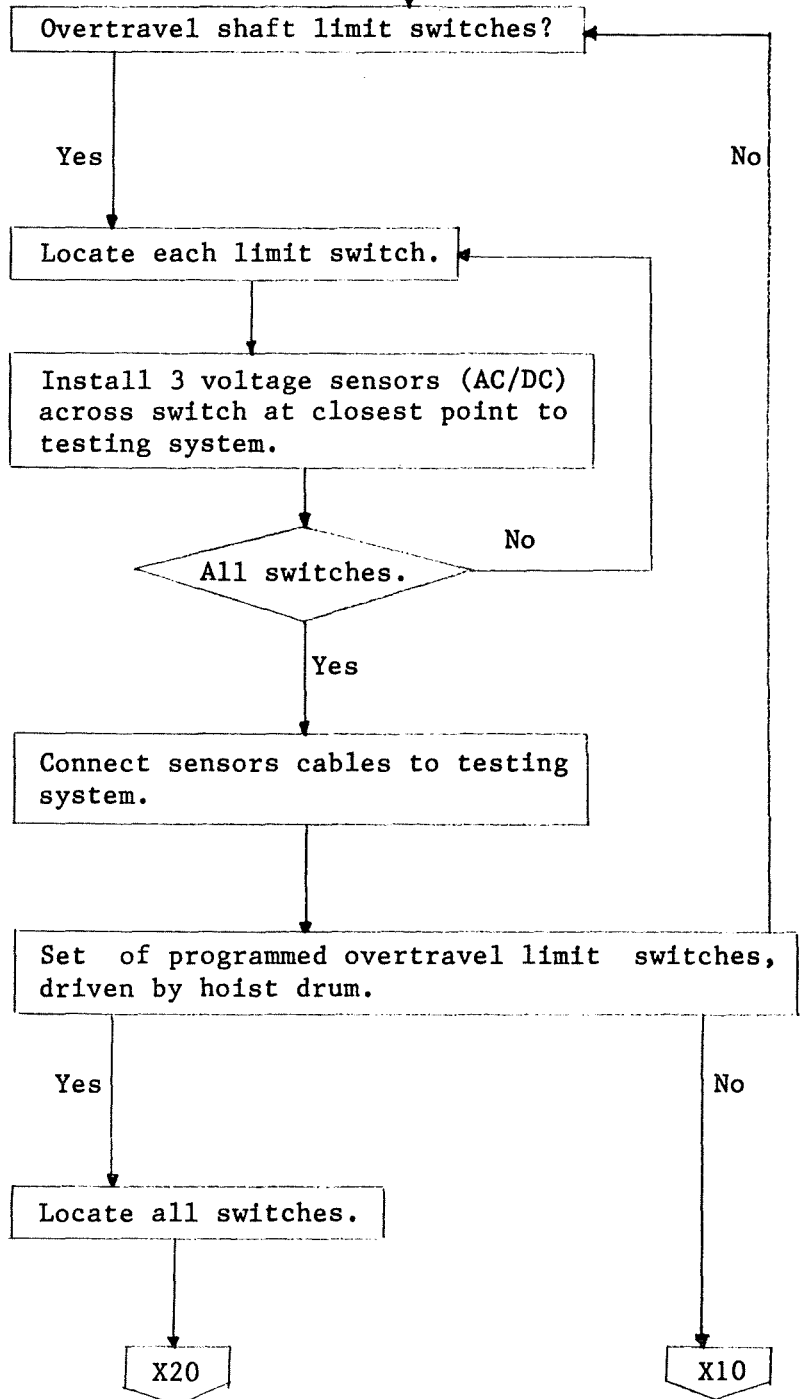 Overtravel shaft limit switches?
Yes
No
Locate each limit switch.
Install 3 voltage sensors (AC/DC)
across switch at closest point to
testing system.
No
All switches.
Yes
Connect sensors cables to testing
system.
Set of programmed overtravel limit switches,
driven by hoist drum.
Yes
No
Locate all switches.
X20
X10